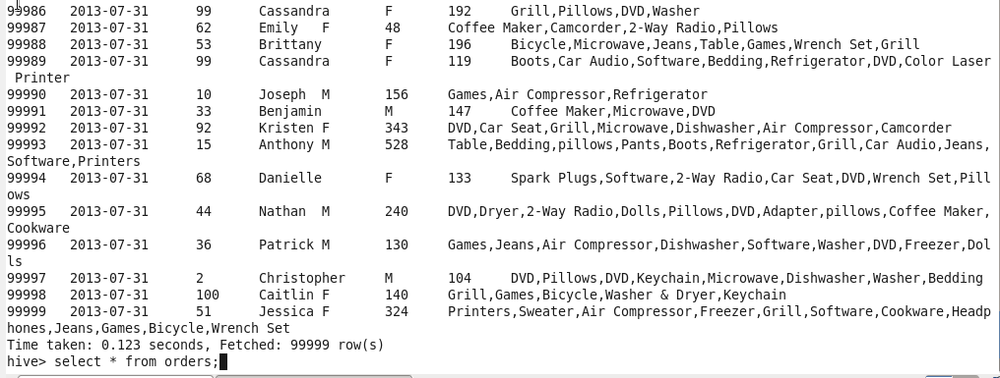 99986 2013-07-31 99 Cassandra F 192 Grill,Pillows,DVD,Washer
99987 2013-07-31 62 Emily F 48 Coffee Maker,Camcorder,2-Way Radio,Pillows
99988 2013-07-31 53 Brittany F 196 Bicycle,Microwave,Jeans,Table,Games,Wrench Set,Grill
99989 2013-07-31 99 Cassandra F 119 Boots,Car Audio,Software,Bedding,Refrigerator,DVD,Color Laser
Printer
99990 2013-07-31 10 Joseph M 156 Games,Air Compressor,Refrigerator
99991 2013-07-31 33 Benjamin M 147 Coffee Maker,Microwave,DVD
99992 2013-07-31 92 Kristen F 343 DVD,Car Seat,Grill,Microwave,Dishwasher,Air Compressor,Camcorder
99993 2013-07-31 15 Anthony M 528 Table,Bedding,pillows,Pants,Boots,Refrigerator,Grill,Car Audio,Jeans,
Software,Printers
99994 2013-07-31 68 Danielle F 133 Spark Plugs,Software,2-Way Radio,Car Seat,DVD,Wrench Set,Pill
ows
99995 2013-07-31 44 Nathan M 240 DVD,Dryer,2-Way Radio,Dolls,Pillows,DVD,Adapter,pillows,Coffee Maker,
Cookware
99996 2013-07-31 36 Patrick M 130 Games,Jeans,Air Compressor,Dishwasher,Software,Washer,DVD,Freezer,Dol
ls
99997 2013-07-31 2 Christopher M 104 DVD,Pillows,DVD,Keychain,Microwave,Dishwasher,Washer,Bedding
99998 2013-07-31 100 Caitlin F 140 Grill,Games,Bicycle,Washer & Dryer,Keychain
99999 2013-07-31 51 Jessica F 324 Printers,Sweater,Air Compressor,Freezer,Grill,Software,Cookware,Headp
hones,Jeans,Games,Bicycle,Wrench Set
Time taken: 0.123 seconds, Fetched: 99999 row(s)
hive> select * from orders;